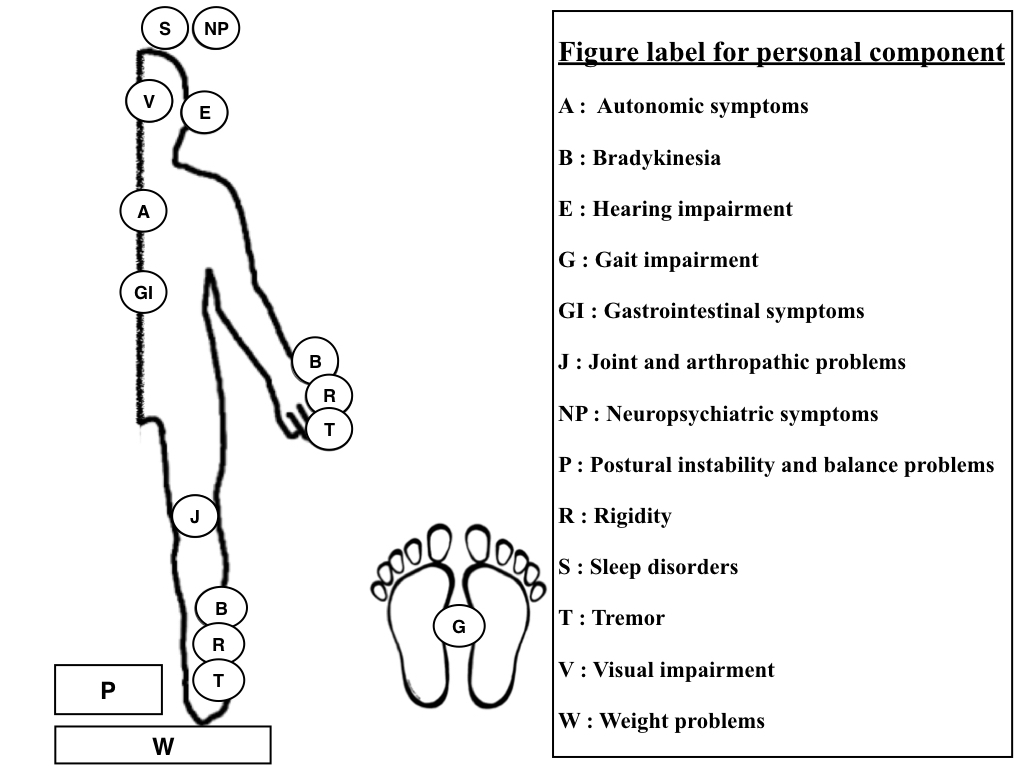 S NP
V
E
A
GI
B
R
T
J
B
R
T
G
P
W
Figure label for personal component
A :  Autonomic symptoms
B : Bradykinesia
E : Hearing impairment
G : Gait impairment
GI : Gastrointestinal symptoms
J : Joint and arthropathic problems
NP : Neuropsychiatric symptoms
P : Postural instability and balance problems
R : Rigidity
S : Sleep disorders
T : Tremor
V : Visual impairment
W : Weight problems